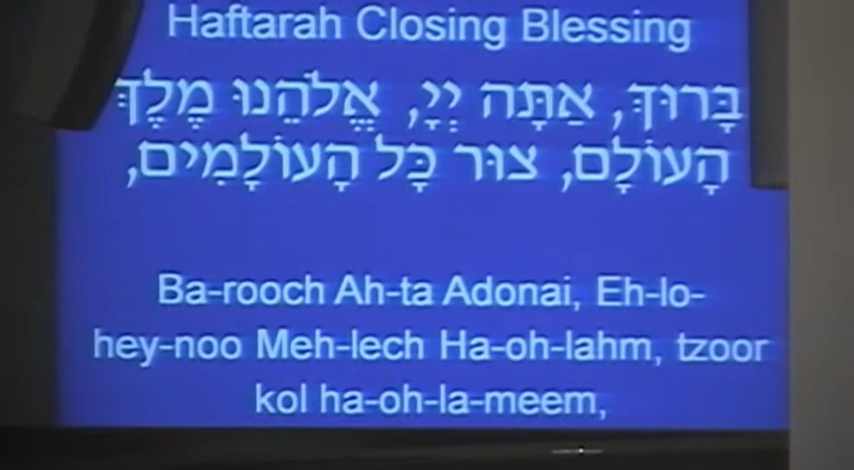 Haftarah Closing Blessing
בָּרוּךְ, אַתָּה יְיָ, אֱלֹהֵנוּ מֶלֶךְ
הָעוֹלָם, צוּר כָּל הָעוֹלָמִים,
Ba-rooch Ah-ta Adonai, Eh-lo-
hey-noo Meh-lech Ha-oh-lahm, tzoor
kol ha-oh-la-meem,